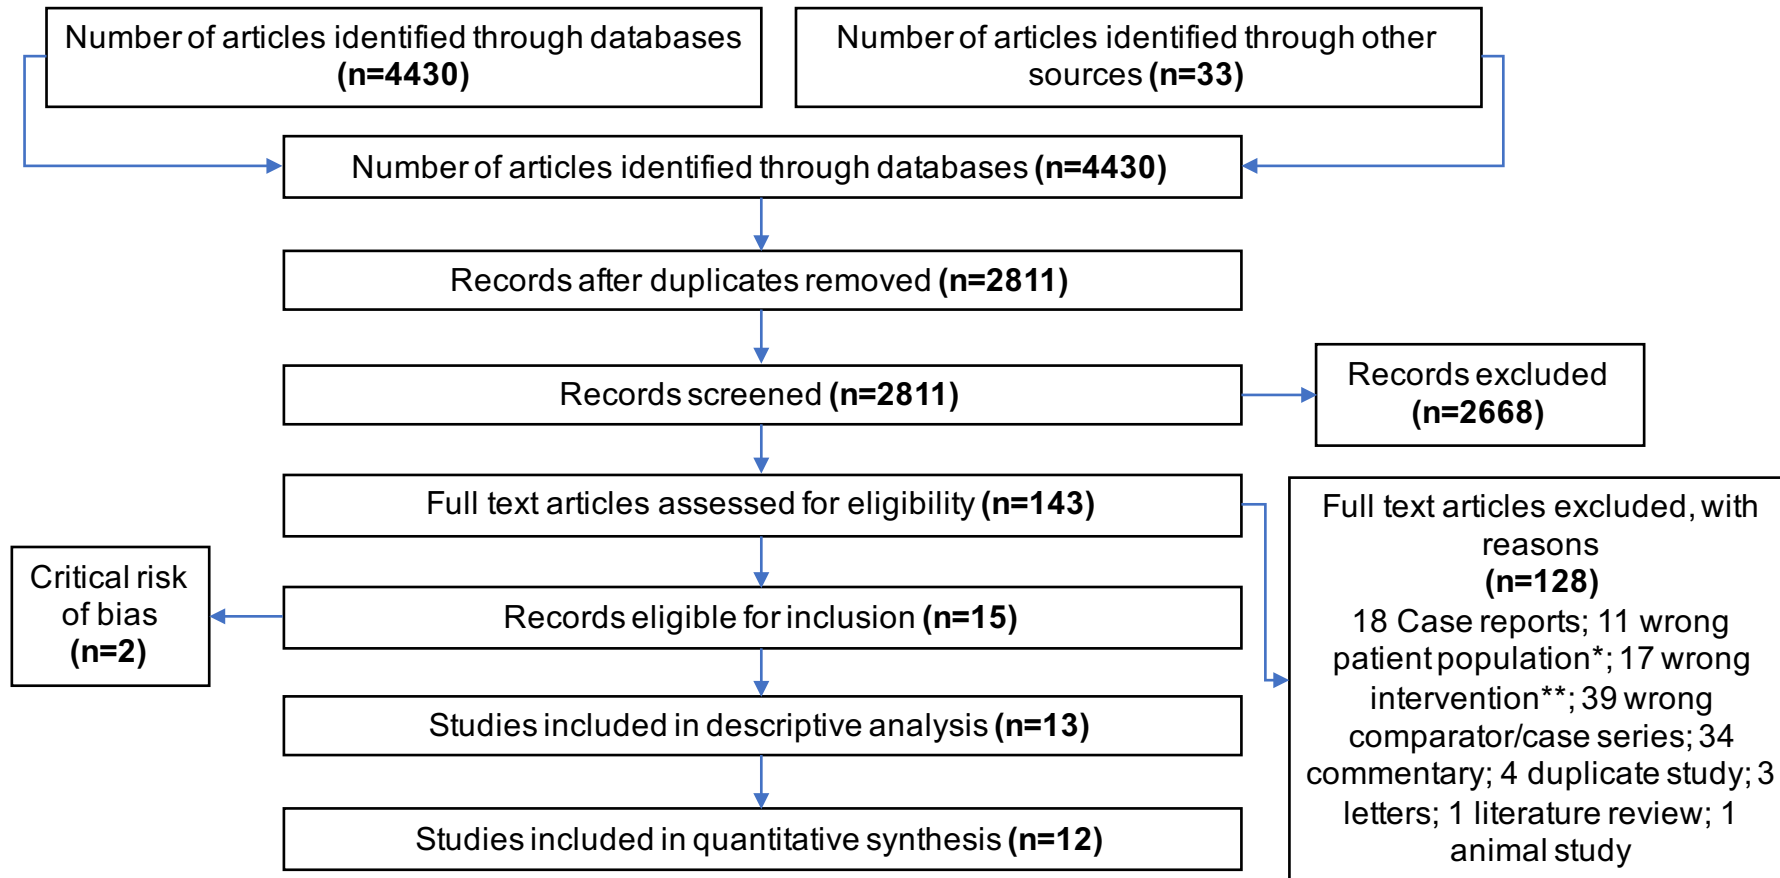 Number of articles identified through databases
(n=4430)
Number of articles identified through other
sources (n=33)
Number of articles identified through databases (n=4430)
Records after duplicates removed (n=2811)
Records screened (n=2811)
Records excluded
(n=2668)
Full text articles assessed for eligibility (n=143)
Full text articles excluded, with
reasons
(n=128)
18 Case reports; 11 wrong
patient population*; 17 wrong
intervention**; 39 wrong
comparator/case series; 34
commentary; 4 duplicate study; 3
letters; 1 literature review; 1
animal study
Critical risk
of bias
(n=2)
Records eligible for inclusion (n=15)
Studies included in descriptive analysis (n=13)
Studies included in quantitative synthesis (n=12)